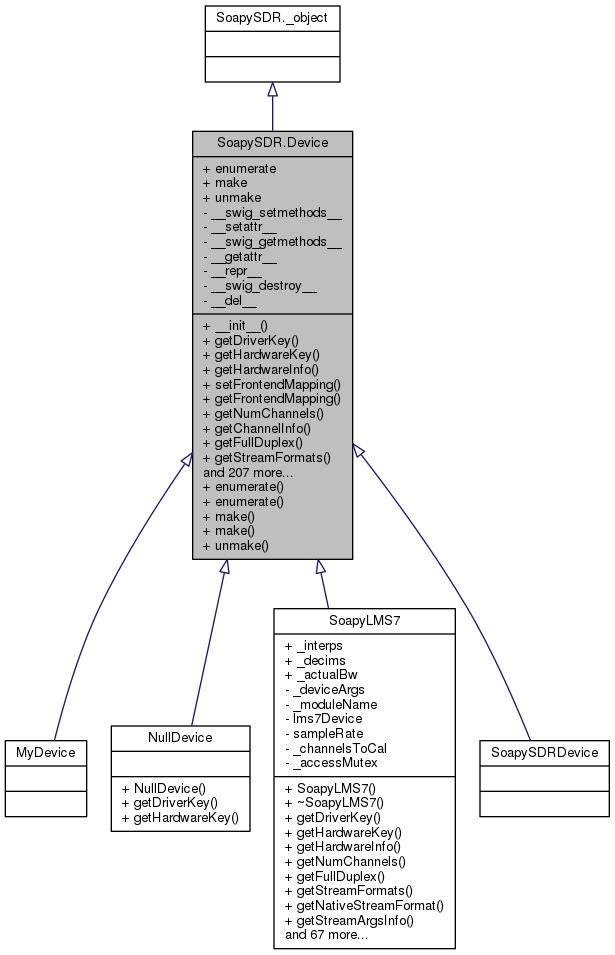 SoapySDR._object
SoapySDR.Device
+ enumerate
+ make
+ unmake
- __swig_setmethods__
- __setattr__
- __swig_getmethods__
- __getattr__
- __repr__
- __swig_destroy__
- __del__
+ __init__()
+ getDriverKey()
+ getHardwareKey()
+ getHardwareInfo()
+ setFrontendMapping()
+ getFrontendMapping()
+ getNumChannels()
+ getChannelInfo()
+ getFullDuplex()
+ getStreamFormats()
and 207 more...
+ enumerate()
+ enumerate()
+ make()
+ make()
+ unmake()
MyDevice
NullDevice
+ NullDevice()
+ getDriverKey()
+ getHardwareKey()
SoapyLMS7
+ _interps
+ _decims
+ _actualBw
- _deviceArgs
- _moduleName
- lms7Device
- sampleRate
- _channelsToCal
- _accessMutex
+ SoapyLMS7()
+ ~SoapyLMS7()
+ getDriverKey()
+ getHardwareKey()
+ getHardwareInfo()
+ getNumChannels()
+ getFullDuplex()
+ getStreamFormats()
+ getNativeStreamFormat()
+ getStreamArgsInfo()
and 67 more...
SoapySDRDevice